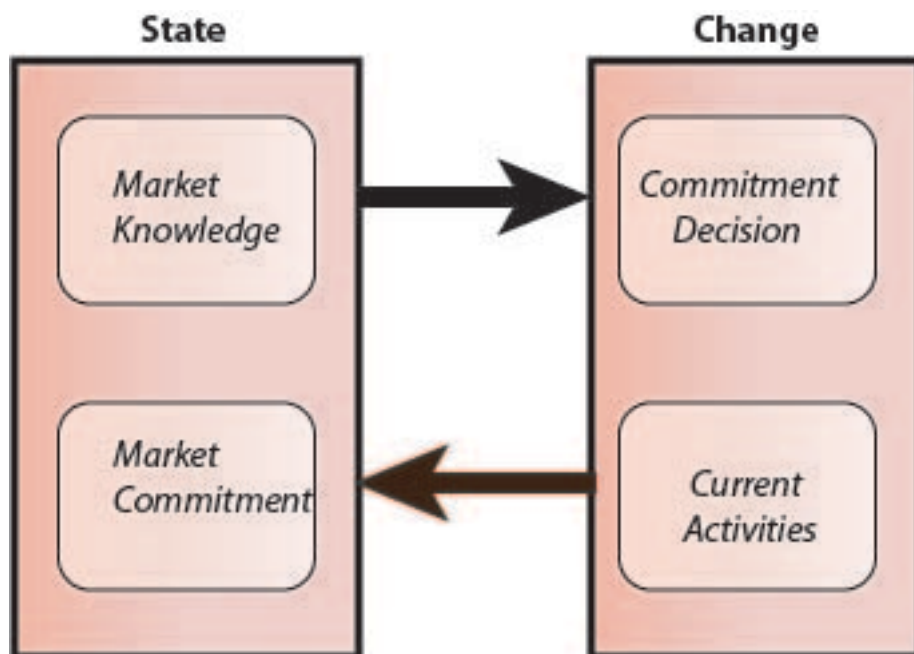 State
Change
Market
Knowledge
Commitment
Decision
Market
Commitment
Current
Activities